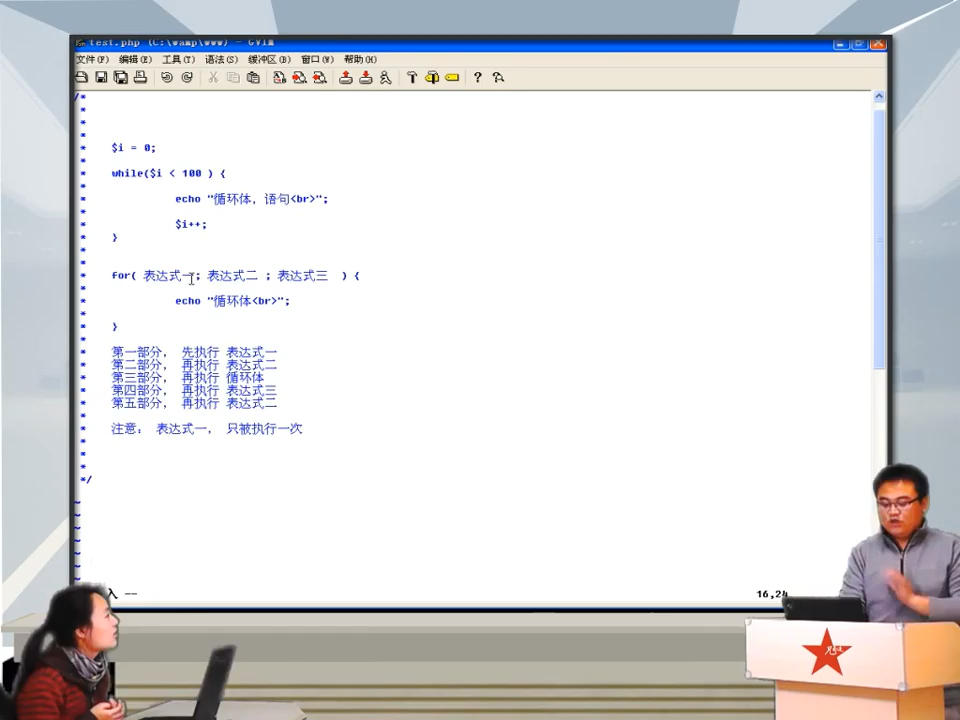 test.php (C:\wamp\www) - GVIM
文件(F) 编辑(E) 工具(T) 语法(S) 缓冲区(B) 窗口(W) 帮助(H)
/*
*
*
*
* $i = 0;
*
* while($i < 100 ) {
*
* echo "循环体，语句<br>";
*
* $i++;
* }
*
*
* for( 表达式一; 表达式二 ; 表达式三 ) {
*
* echo "循环体<br>";
*
* }
*
* 第一部分， 先执行 表达式一
* 第二部分， 再执行 表达式二
* 第三部分， 再执行 循环体
* 第四部分， 再执行 表达式三
* 第五部分， 再执行 表达式二
*
* 注意： 表达式一， 只被执行一次
*
*
*
*/
~
~
~
~
~
~
~
入 --
16,2